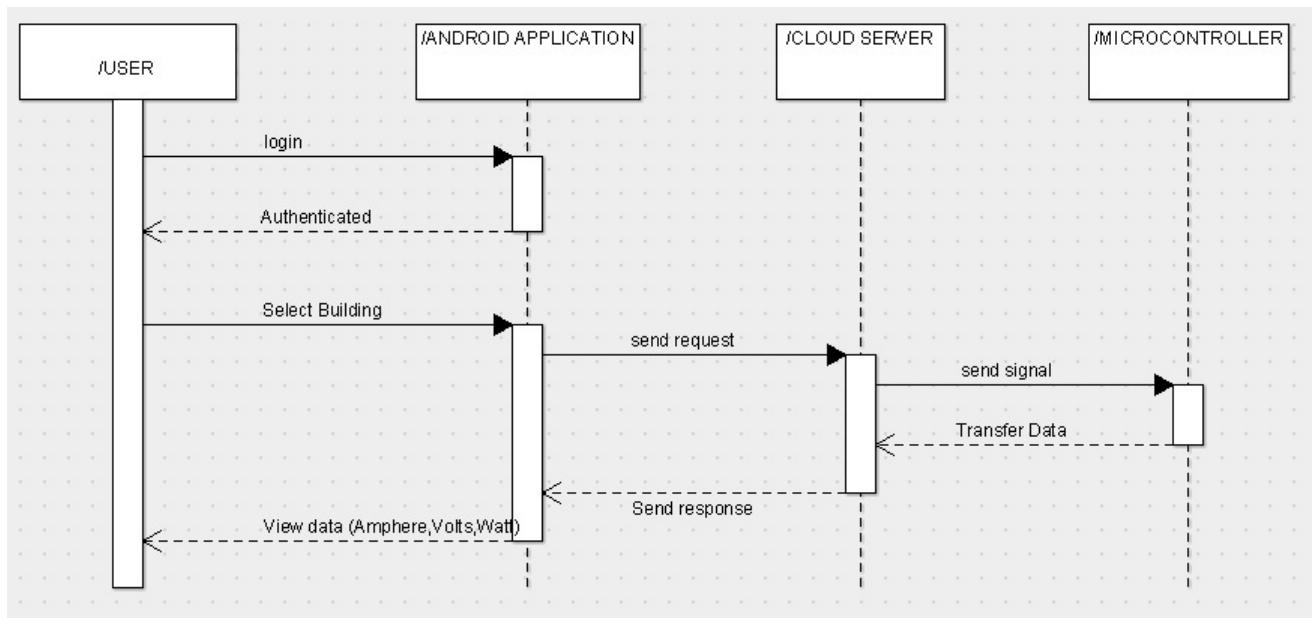 /USER
/ANDROID APPLICATION
/CLOUD SERVER
/MICROCONTROLLER
login
Authenticated
Select Building
send request
send signal
Transfer Data
Send response
View data (Amphere,Volts,Watt)